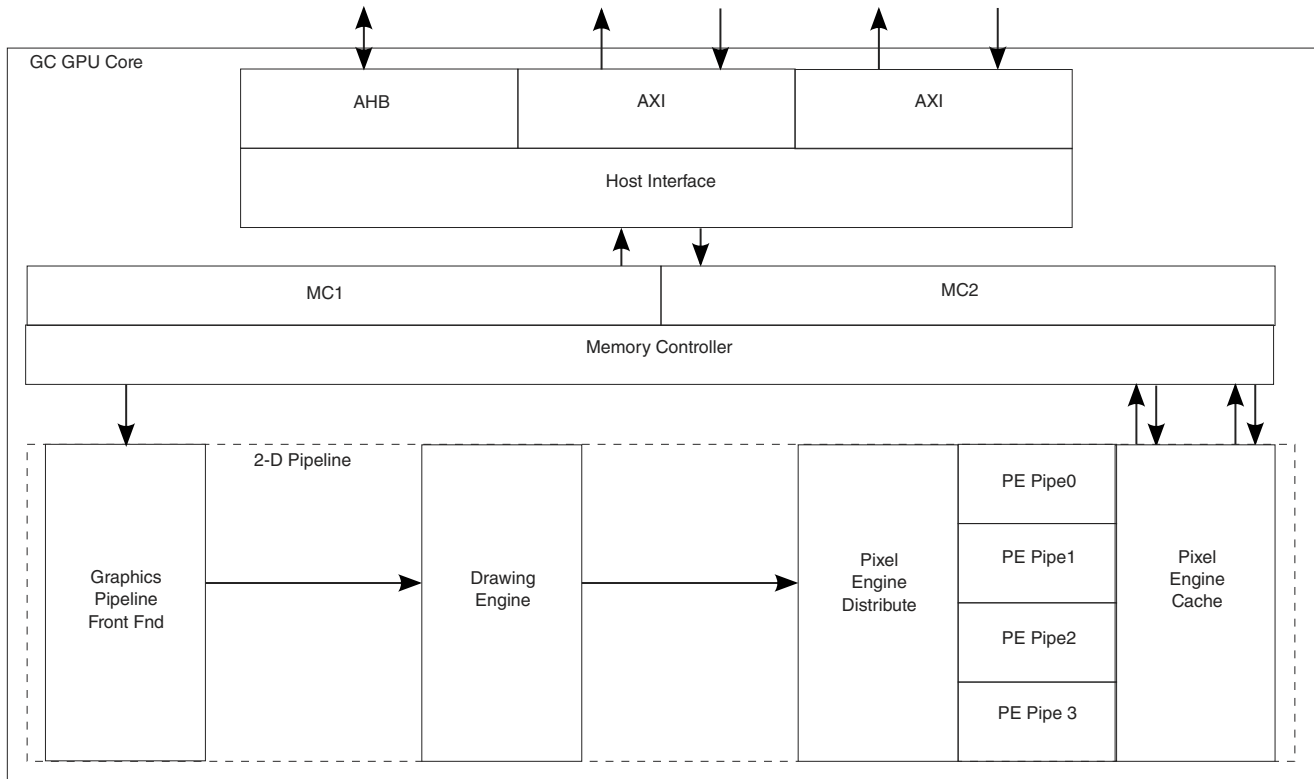 GC GPU Core
AHB
AXI
AXI
Host Interface
MC1
MC2
Memory Controller
2-D Pipeline
Graphics
Pipeline
Front Fnd
Drawing
Engine
Pixel
Engine
Distribute
PE Pipe0
PE Pipe1
PE Pipe2
PE Pipe 3
Pixel
Engine
Cache